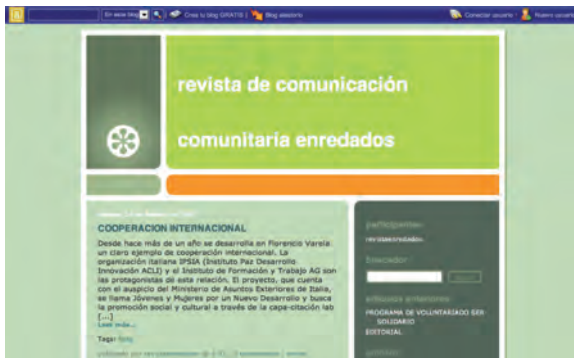 En este blog
Crea tu blog GRATIS
Blog aleatorio
Conectar usuario
Nuevo usuario
revista de comunicación
comunitaria enredados
COOPERACION INTERNACIONAL
Desde hace más de un año se desarrolla en Florencio Varela
un claro ejemplo de cooperación internacional. La
organización italiana IPSIA (Instituto Paz Desarrollo
Innovación ACLI) y el Instituto de Formación y Trabajo AG son
las protagonistas de esta relación. El proyecto, que cuenta
con el auspicio del Ministerio de Asuntos Exteriores de Italia,
se llama Jóvenes y Mujeres por un Nuevo Desarrollo y busca
la promoción social y cultural a través de la capa-citación lab
[...]
Leer más...
Tags:
participantes
revistaenredados
buscador
ediciones anteriores
PROGRAMA DE VOLUNTARIADO SER
SOLIDARIO
EDITORIAL